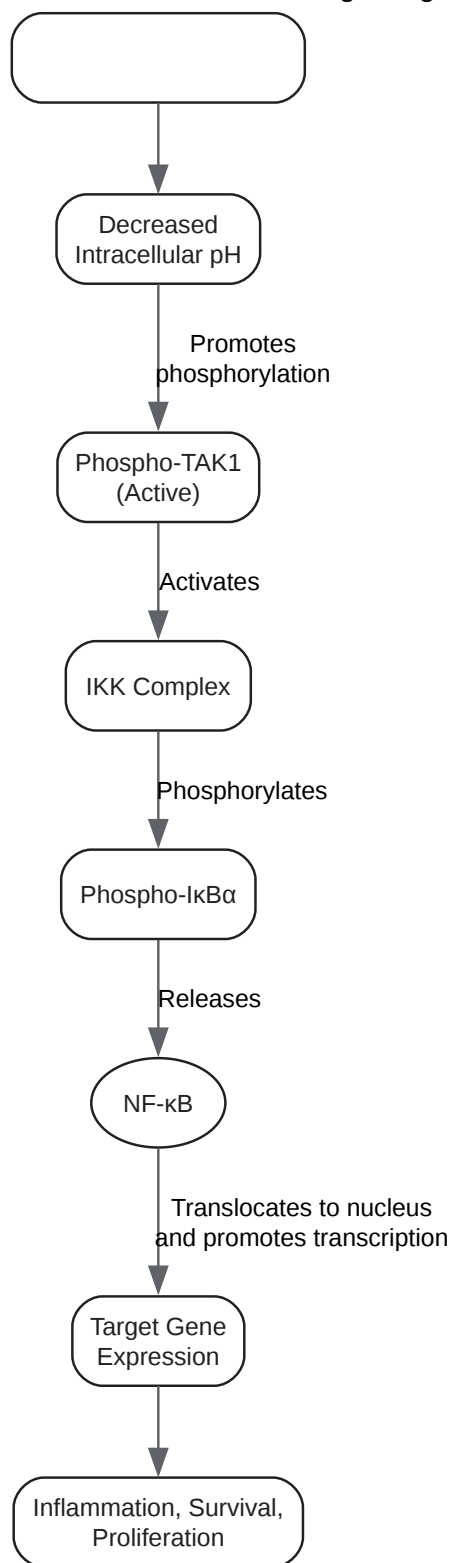 Decreased
Intracellular pH
Promotes
phosphorylation
Phospho-TAK1
(Active)
Activates
IKK Complex
Phosphorylates
Phospho-IκBα
Releases
NF-κB
Translocates to nucleus
and promotes transcription
Target Gene
Expression
Inflammation, Survival,
Proliferation